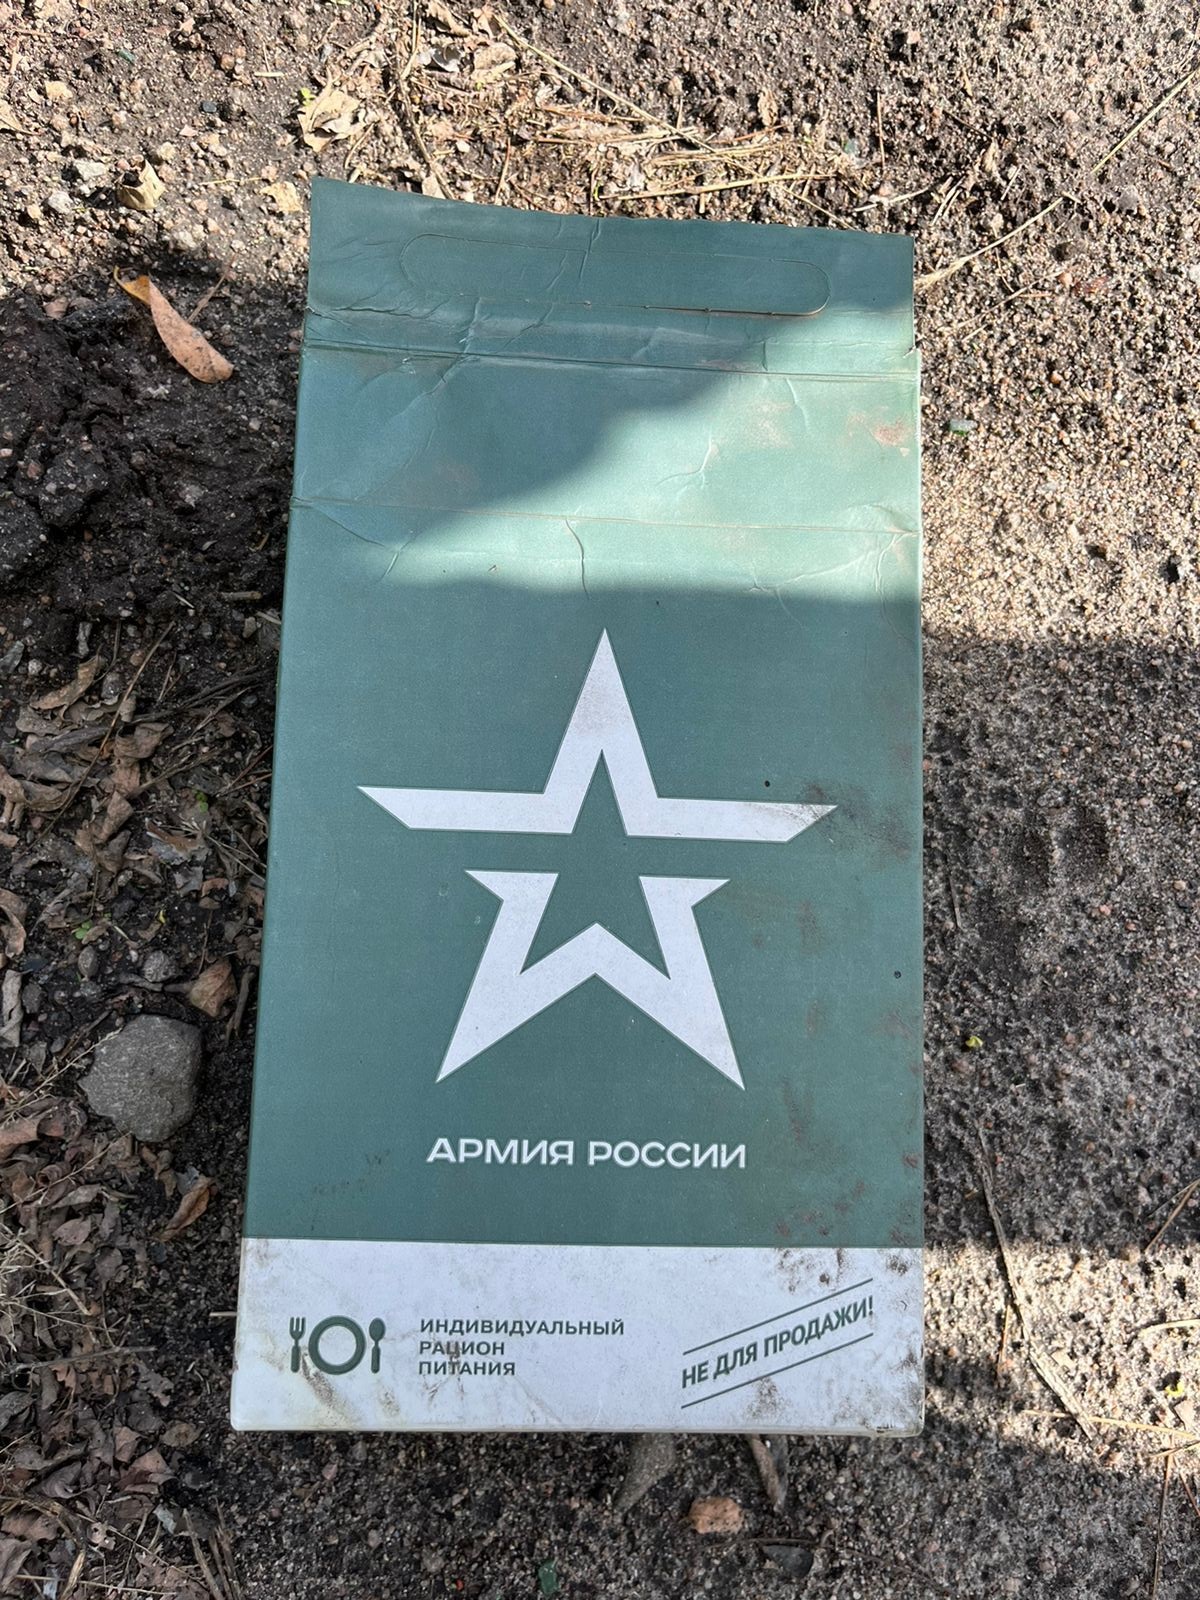 АРМИЯ РОССИИ
ИНДИВИДУАЛЬНЫЙ
РАЦИОН
ПИТАНИЯ
НЕ ДЛЯ ПРОДАЖИ!